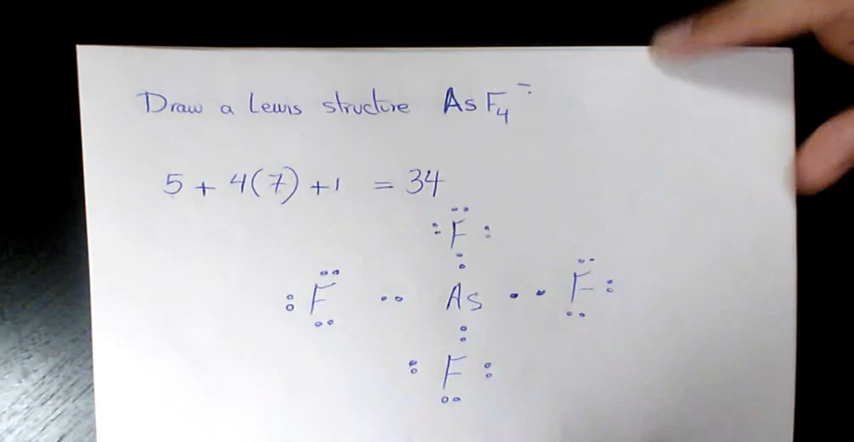 Draw a Lewis structure AsF₄⁻:
5 + 4(7) + 1 = 34
F
F As F
F